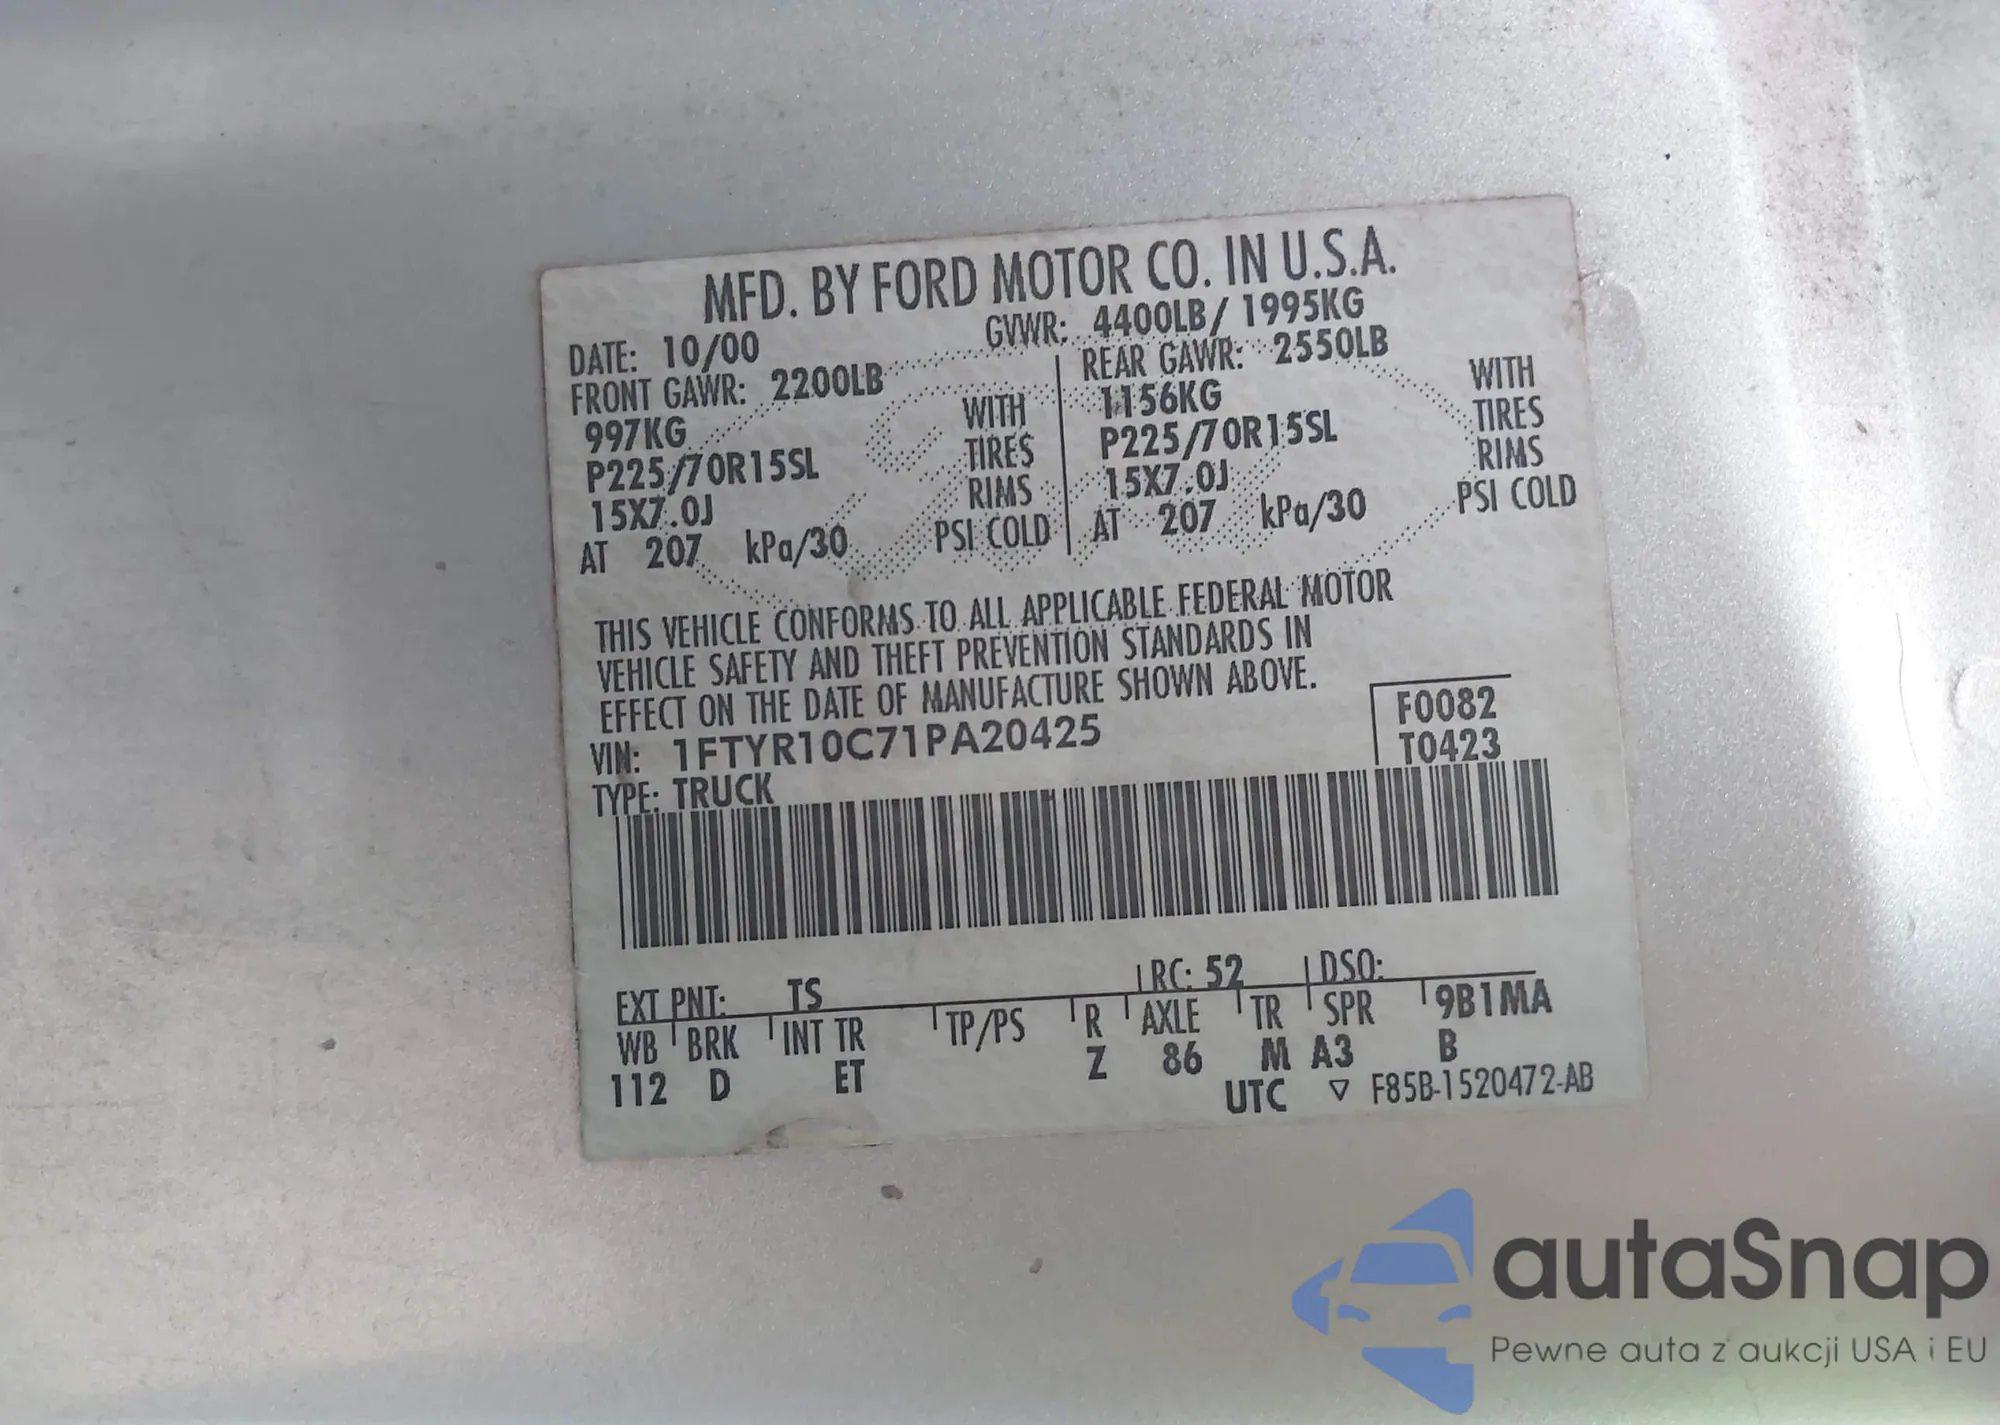 MFD. BY FORD MOTOR CO. IN U.S.A.
DATE: 10/00 GVWR: 4400LB/ 1995KG
FRONT GAWR: 2200LB REAR GAWR: 2550LB
997KG WITH 1156KG WITH
P225/70R15SL TIRES P225/70R15SL TIRES
15X7.0J RIMS 15X7.0J RIMS
AT 207 kPa/30 PSI COLD AT 207 kPa/30 PSI COLD
THIS VEHICLE CONFORMS TO ALL APPLICABLE FEDERAL MOTOR
VEHICLE SAFETY AND THEFT PREVENTION STANDARDS IN
EFFECT ON THE DATE OF MANUFACTURE SHOWN ABOVE.
VIN: 1FTYR10C71PA20425 F0082
TYPE: TRUCK T0423
EXT PNT: TS RC: 52 DSO:
WB BRK INT TR TP/PS R AXLE TR SPR 9B1MA
112 D ET Z 86 M A3 B
UTC ▽ F85B-1520472-AB
autaSnap
Pewne auta z aukcji USA i EU